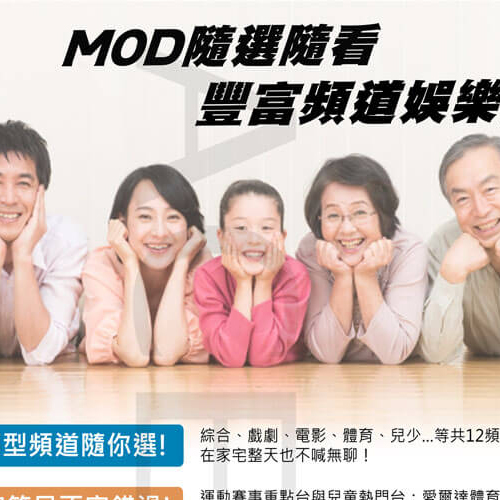 MOD隨選隨看
豐富頻道娛樂
型頻道隨你選!
綜合、戲劇、電影、體育、兒少...等共12頻
在家宅整天也不喊無聊！
運動賽事重點台與兒童熱門台：愛爾達體育